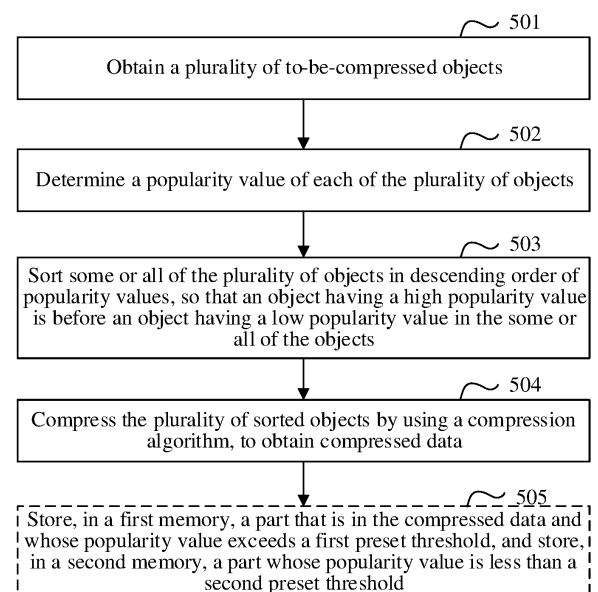 501
Obtain a plurality of to-be-compressed objects
502
Determine a popularity value of each of the plurality of objects
503
Sort some or all of the plurality of objects in descending order of
popularity values, so that an object having a high popularity value
is before an object having a low popularity value in the some or
all of the objects
504
Compress the plurality of sorted objects by using a compression
algorithm, to obtain compressed data
505
Store, in a first memory, a part that is in the compressed data and
whose popularity value exceeds a first preset threshold, and store,
in a second memory, a part whose popularity value is less than a
second preset threshold